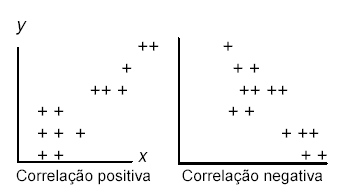 y
x
Correlação positiva
Correlação negativa